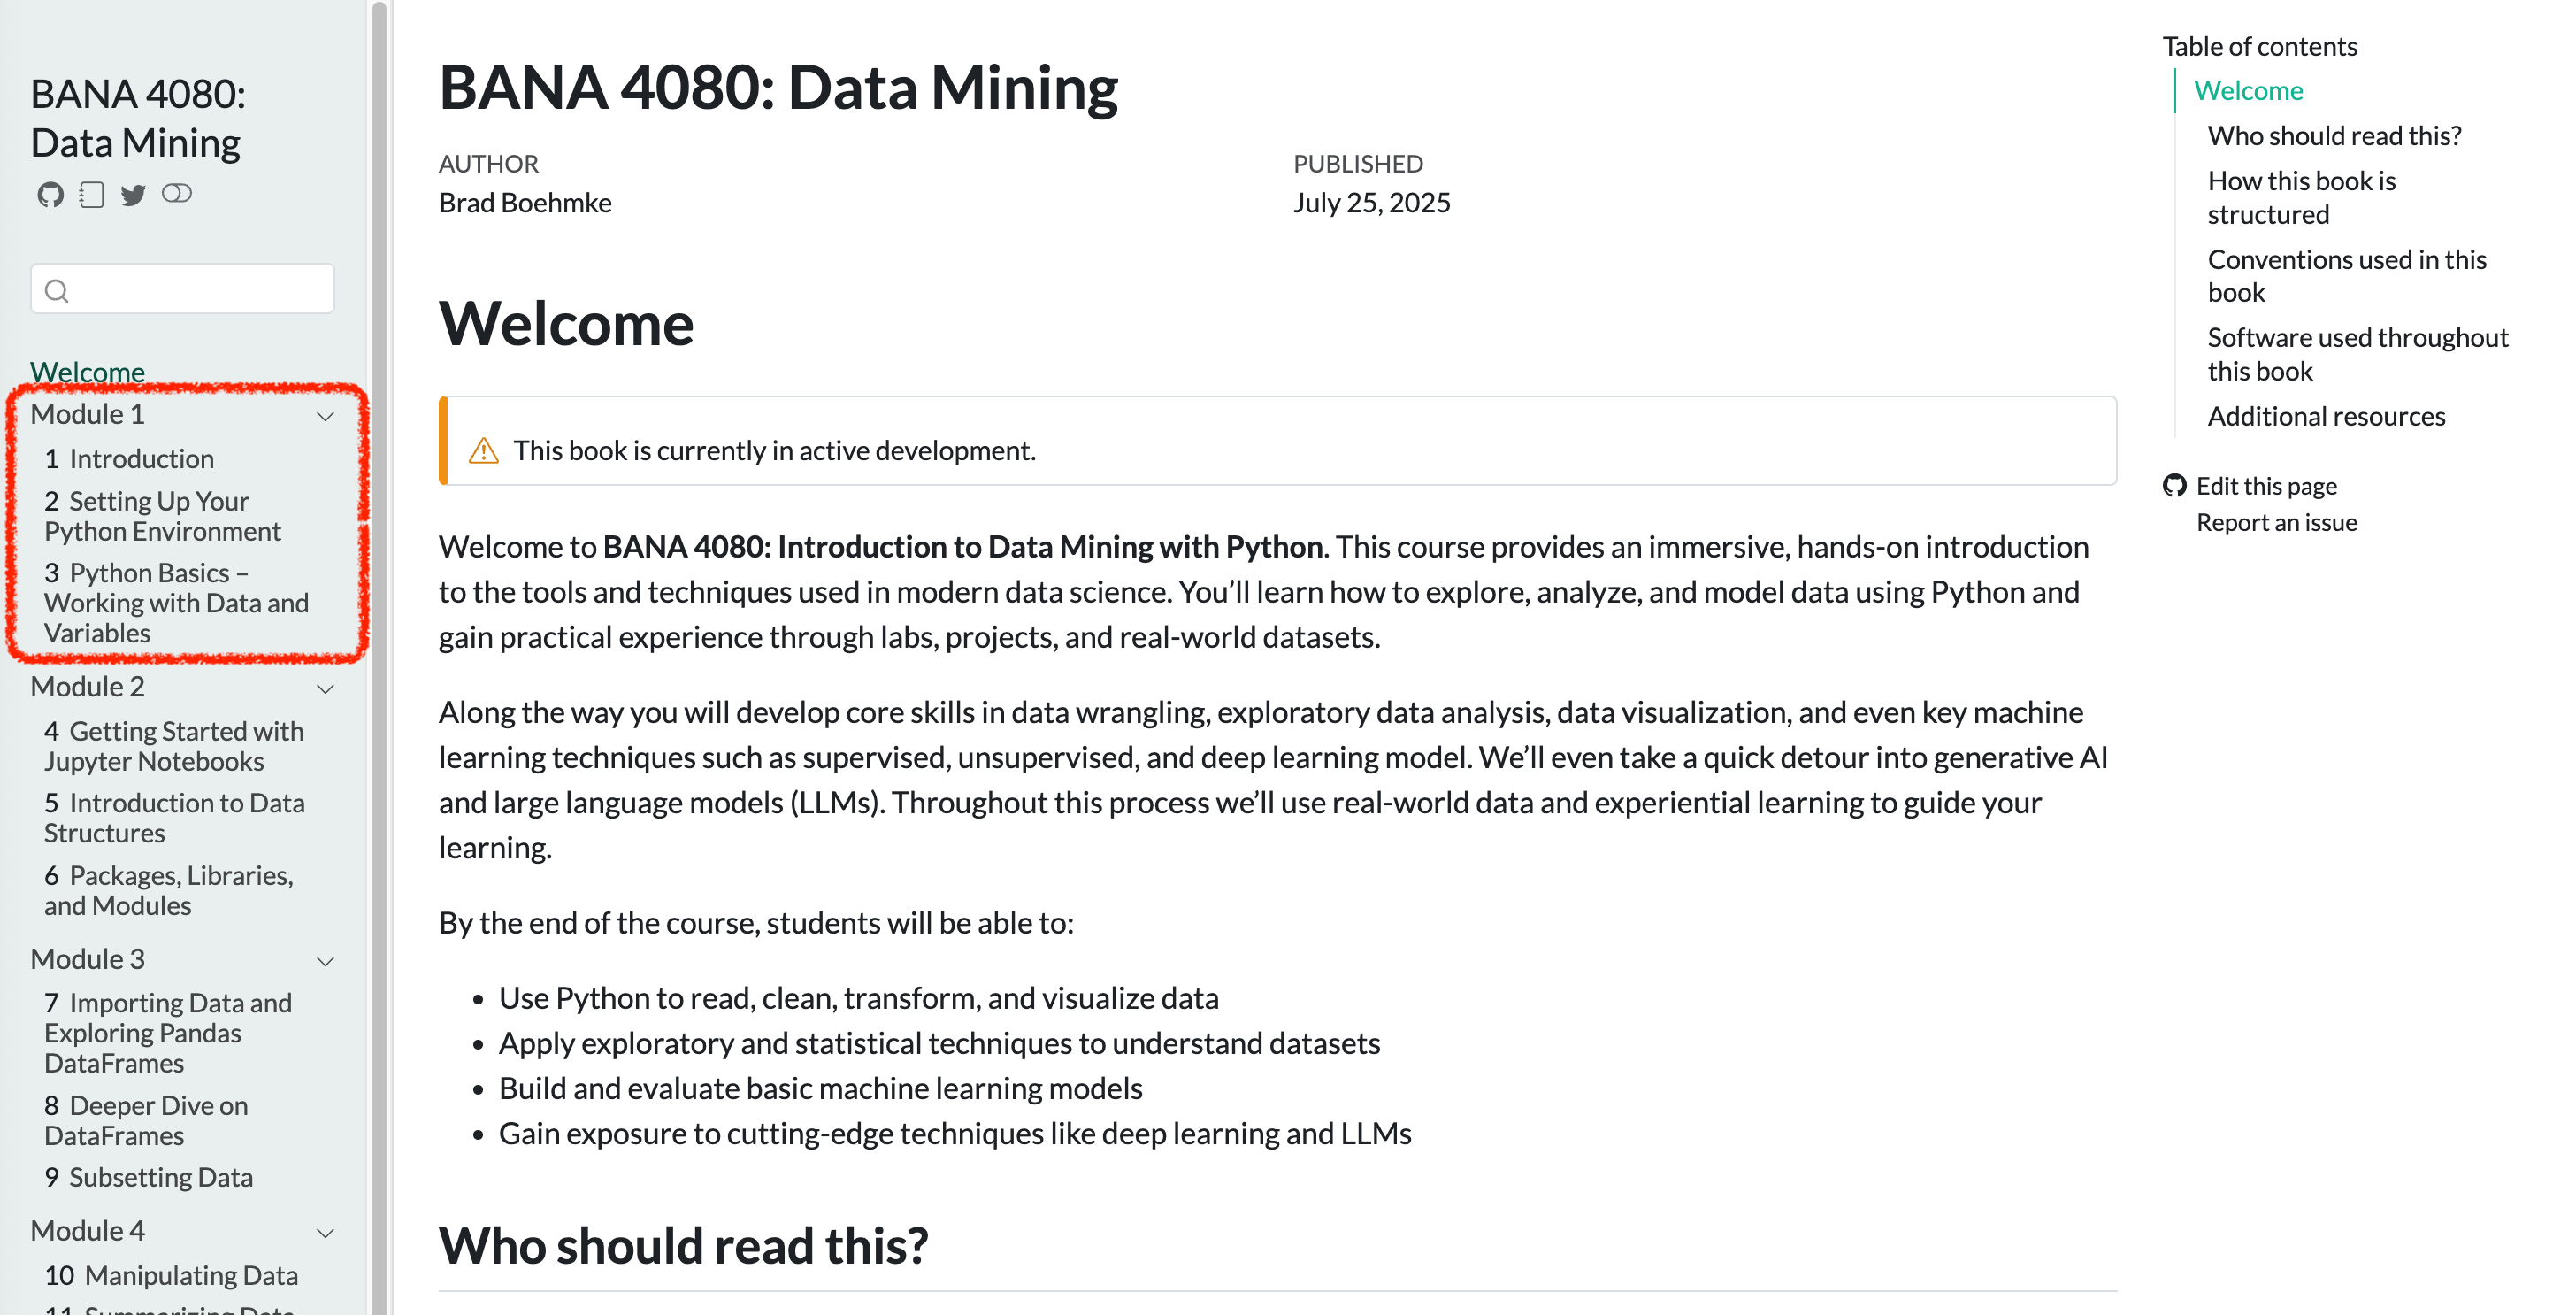 BANA 4080:
Data Mining
Welcome
Module 1
1 Introduction
2 Setting Up Your
Python Environment
3 Python Basics –
Working with Data and
Variables
Module 2
4 Getting Started with
Jupyter Notebooks
5 Introduction to Data
Structures
6 Packages, Libraries,
and Modules
Module 3
7 Importing Data and
Exploring Pandas
DataFrames
8 Deeper Dive on
DataFrames
9 Subsetting Data
Module 4
10 Manipulating Data
11 Summarizing Data
BANA 4080: Data Mining
AUTHOR
Brad Boehmke
PUBLISHED
July 25, 2025
Welcome
This book is currently in active development.
Welcome to BANA 4080: Introduction to Data Mining with Python. This course provides an immersive, hands-on introduction
to the tools and techniques used in modern data science. You’ll learn how to explore, analyze, and model data using Python and
gain practical experience through labs, projects, and real-world datasets.
Along the way you will develop core skills in data wrangling, exploratory data analysis, data visualization, and even key machine
learning techniques such as supervised, unsupervised, and deep learning model. We’ll even take a quick detour into generative AI
and large language models (LLMs). Throughout this process we’ll use real-world data and experiential learning to guide your
learning.
By the end of the course, students will be able to:
• Use Python to read, clean, transform, and visualize data
• Apply exploratory and statistical techniques to understand datasets
• Build and evaluate basic machine learning models
• Gain exposure to cutting-edge techniques like deep learning and LLMs
Who should read this?
Table of contents
Welcome
Who should read this?
How this book is
structured
Conventions used in this
book
Software used throughout
this book
Additional resources
Edit this page
Report an issue